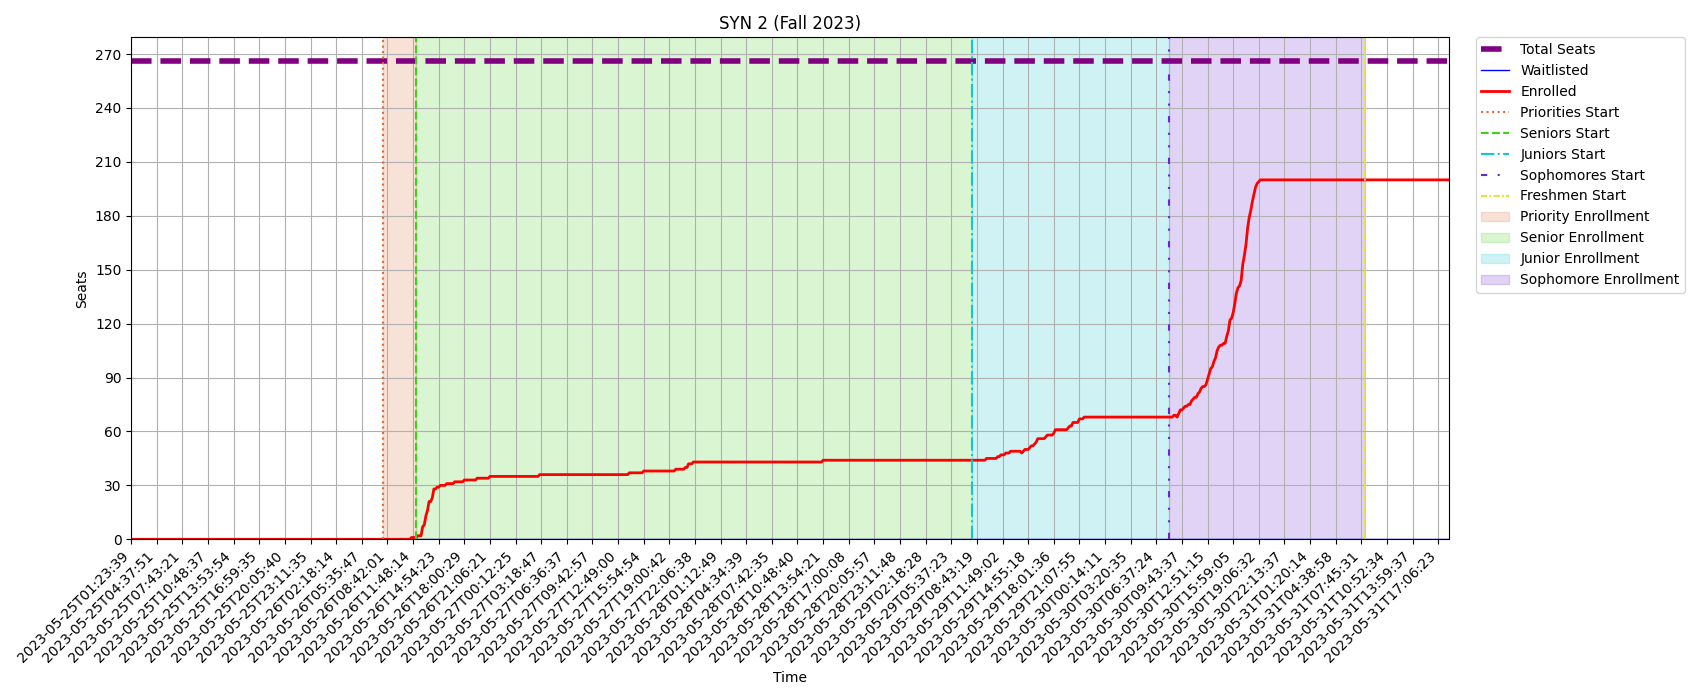 SYN 2 (Fall 2023)
270
240
210
180
150
120
90
60
30
0
Seats
2023-05-25T01:23:39
2023-05-25T04:37:51
2023-05-25T07:43:21
2023-05-25T10:48:37
2023-05-25T13:53:54
2023-05-25T16:59:35
2023-05-25T20:05:40
2023-05-25T23:11:35
2023-05-26T02:18:14
2023-05-26T05:35:47
2023-05-26T08:42:01
2023-05-26T11:48:14
2023-05-26T14:54:23
2023-05-26T18:00:29
2023-05-26T21:06:21
2023-05-27T00:12:25
2023-05-27T03:18:47
2023-05-27T06:36:37
2023-05-27T09:42:57
2023-05-27T12:49:00
2023-05-27T15:54:54
2023-05-27T19:00:42
2023-05-27T22:06:38
2023-05-28T01:12:49
2023-05-28T04:34:39
2023-05-28T07:42:35
2023-05-28T10:48:40
2023-05-28T13:54:21
2023-05-28T17:00:08
2023-05-28T20:05:57
2023-05-28T23:11:48
2023-05-29T02:18:28
2023-05-29T05:37:23
2023-05-29T08:43:19
2023-05-29T11:49:02
2023-05-29T14:55:18
2023-05-29T18:01:36
2023-05-29T21:07:55
2023-05-30T00:14:11
2023-05-30T03:20:35
2023-05-30T06:37:24
2023-05-30T09:43:37
2023-05-30T12:51:15
2023-05-30T15:59:05
2023-05-30T19:06:32
2023-05-30T22:13:37
2023-05-31T01:20:14
2023-05-31T04:38:58
2023-05-31T07:45:31
2023-05-31T10:52:34
2023-05-31T13:59:37
2023-05-31T17:06:23
Time
Total Seats
Waitlisted
Enrolled
Priorities Start
Seniors Start
Juniors Start
Sophomores Start
Freshmen Start
Priority Enrollment
Senior Enrollment
Junior Enrollment
Sophomore Enrollment